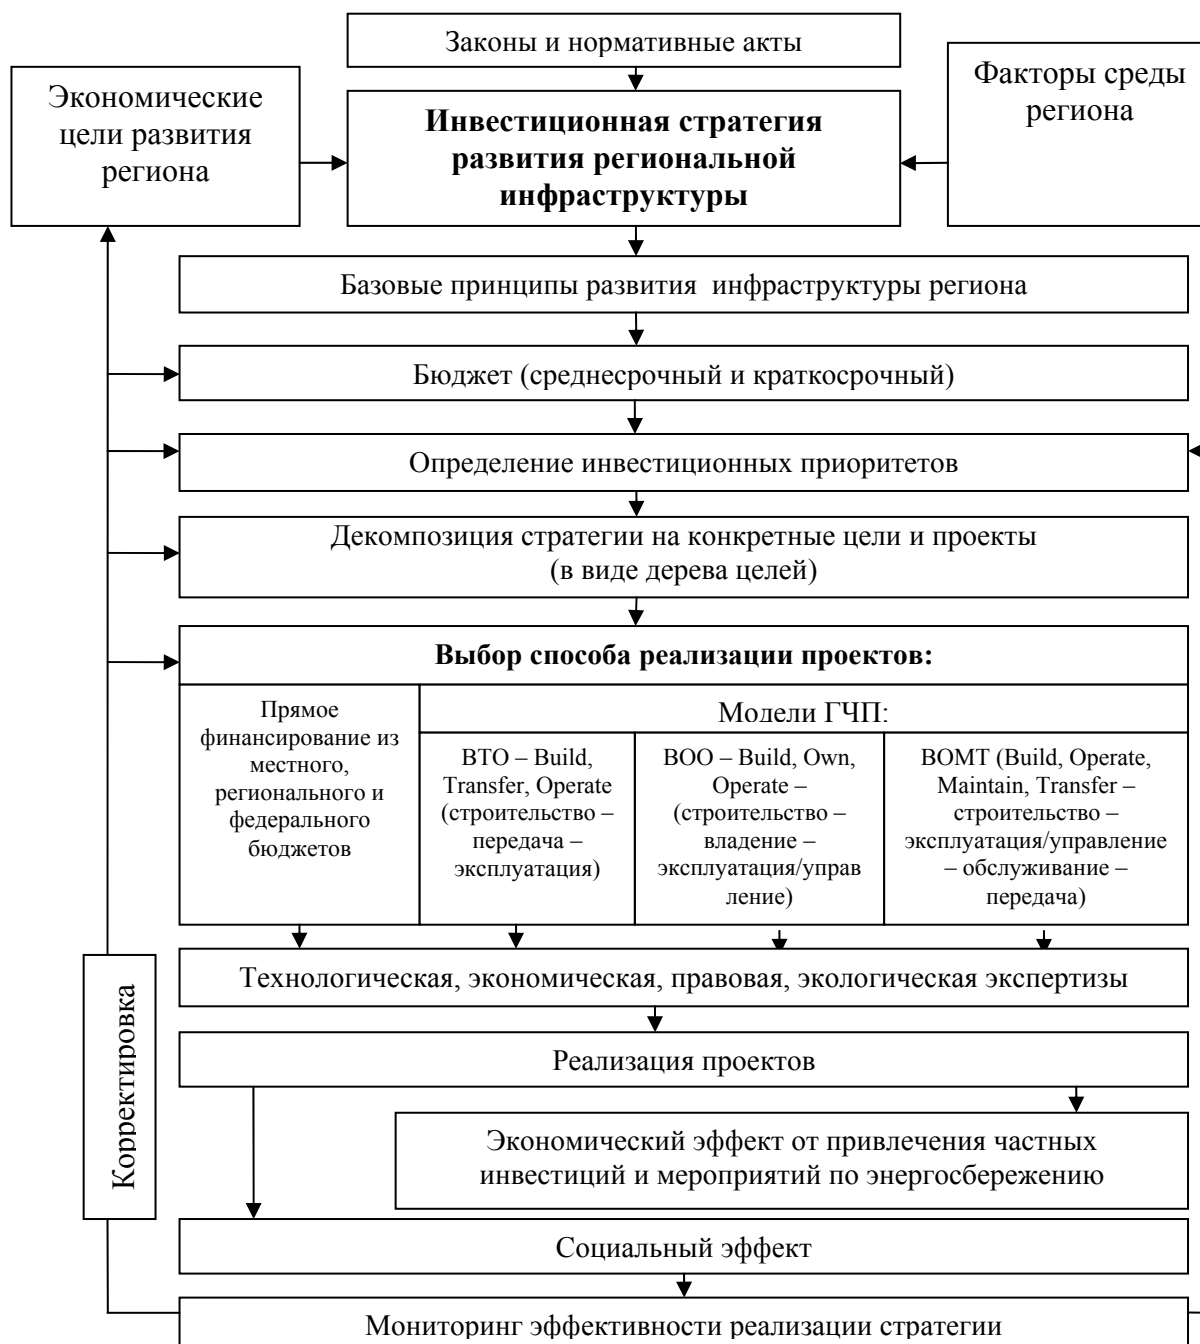 Законы и нормативные акты
Экономические
цели развития
региона
Инвестиционная стратегия
развития региональной
инфраструктуры
Факторы среды
региона
Базовые принципы развития инфраструктуры региона
Бюджет (среднесрочный и краткосрочный)
Определение инвестиционных приоритетов
Декомпозиция стратегии на конкретные цели и проекты
(в виде дерева целей)
Выбор способа реализации проектов:
Прямое
финансирование из
местного,
регионального и
федерального
бюджетов
Модели ГЧП:
BTO – Build,
Transfer, Operate
(строительство –
передача –
эксплуатация)
BOO – Build, Own,
Operate –
(строительство –
владение –
эксплуатация/управ
ление)
BOMT (Build, Operate,
Maintain, Transfer –
строительство –
эксплуатация/управление
– обслуживание –
передача)
Технологическая, экономическая, правовая, экологическая экспертизы
Реализация проектов
Экономический эффект от привлечения частных
инвестиций и мероприятий по энергосбережению
Социальный эффект
Мониторинг эффективности реализации стратегии
Корректировка